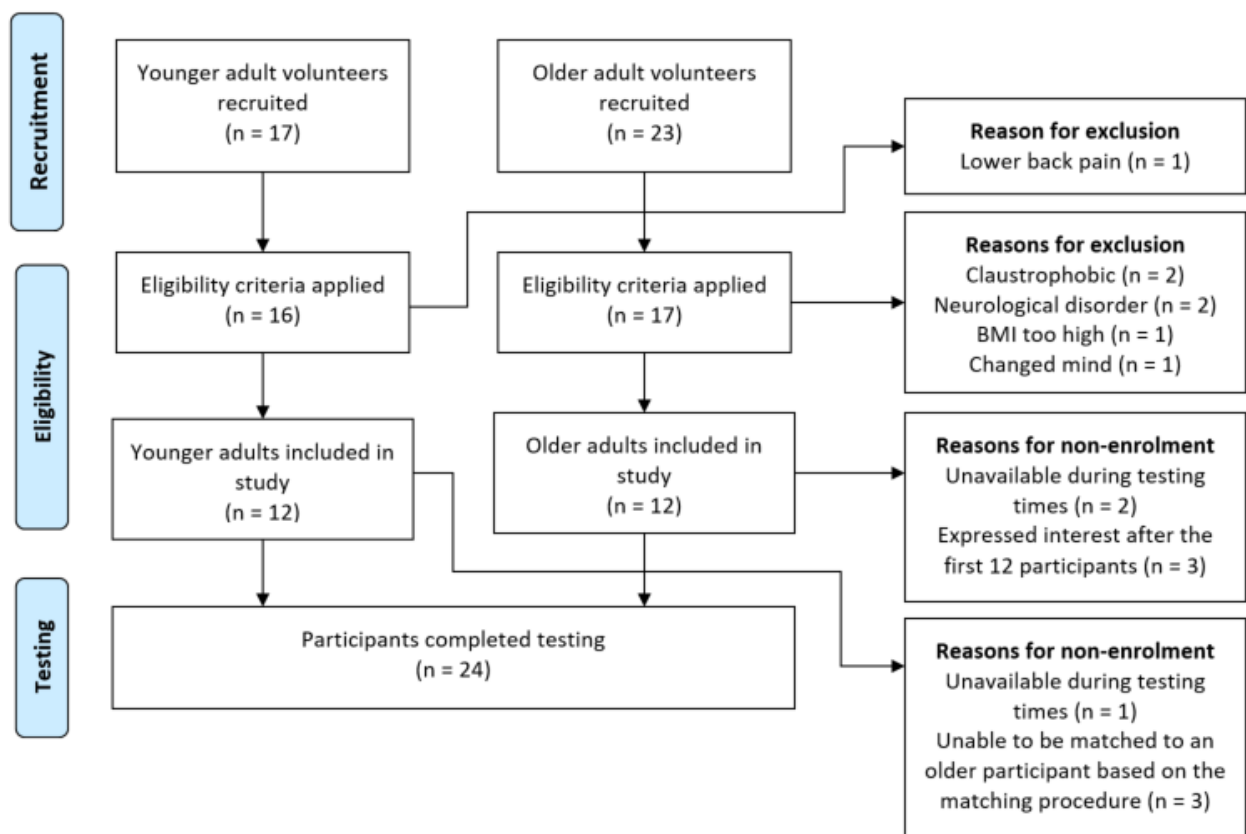 Recruitment
Younger adult volunteers
recruited
(n = 17)
Older adult volunteers
recruited
(n = 23)
Reason for exclusion
Lower back pain (n = 1)
Eligibility
Eligibility criteria applied
(n = 16)
Eligibility criteria applied
(n = 17)
Reasons for exclusion
Claustrophobic (n = 2)
Neurological disorder (n = 2)
BMI too high (n = 1)
Changed mind (n = 1)
Younger adults included in
study
(n = 12)
Older adults included in
study
(n = 12)
Reasons for non-enrolment
Unavailable during testing
times (n = 2)
Expressed interest after the
first 12 participants (n = 3)
Testing
Participants completed testing
(n = 24)
Reasons for non-enrolment
Unavailable during testing
times (n = 1)
Unable to be matched to an
older participant based on the
matching procedure (n = 3)